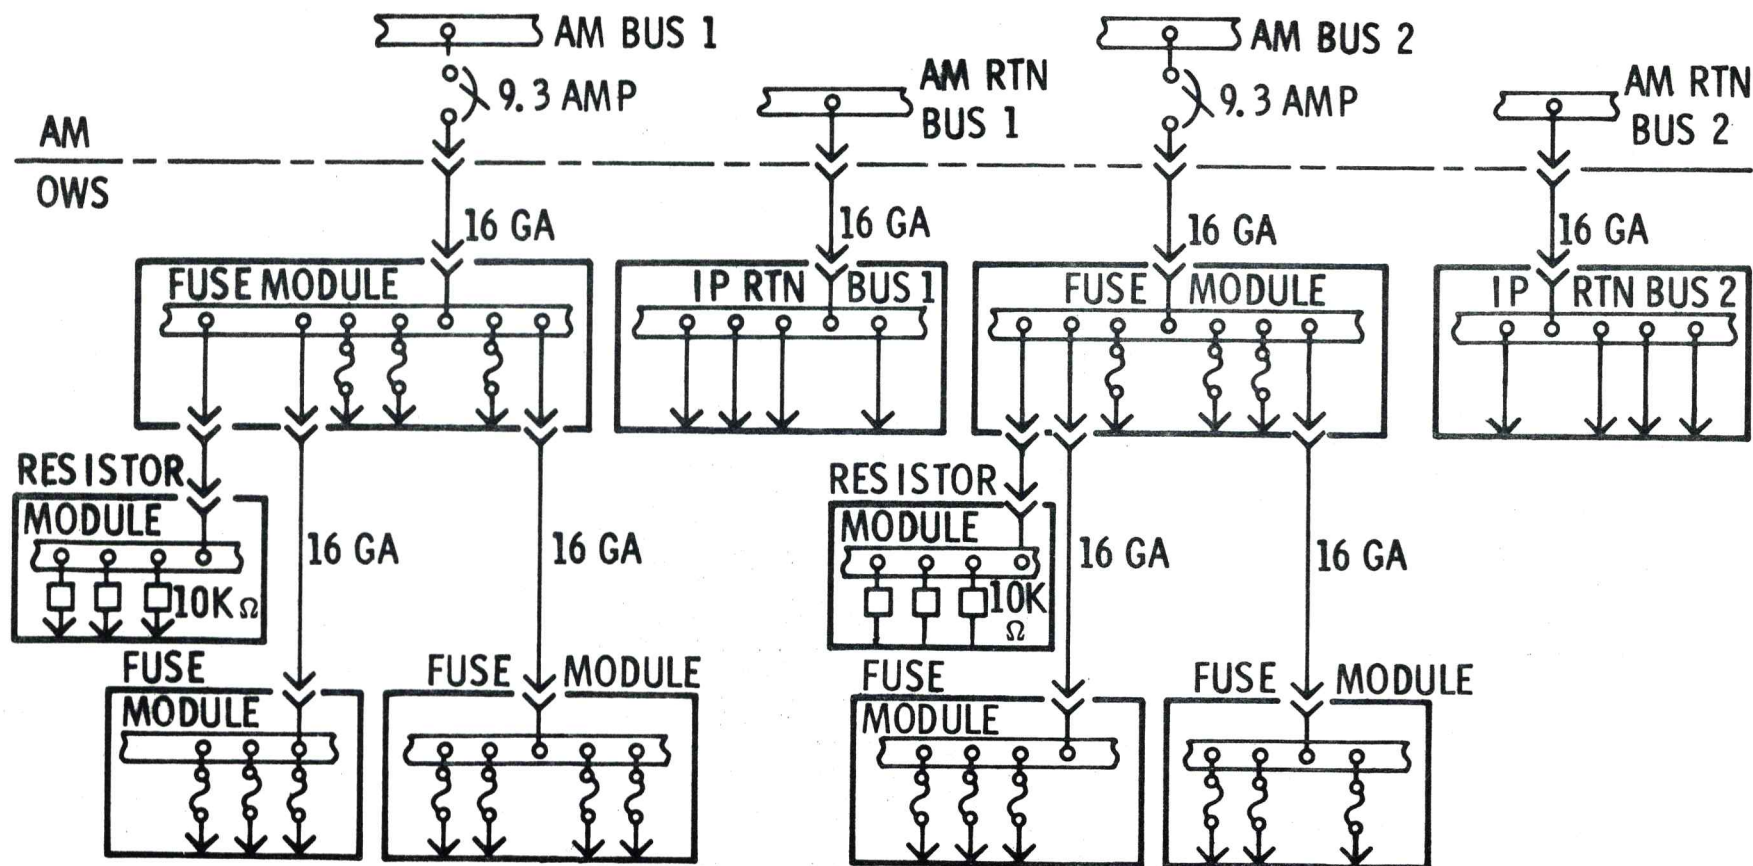 AM BUS 1
9.3 AMP
AM RTN
BUS 1
AM BUS 2
9.3 AMP
AM RTN
BUS 2
AM
OWS
16 GA
16 GA
16 GA
16 GA
FUSE MODULE
IP RTN BUS 1
FUSE MODULE
IP RTN BUS 2
RESISTOR
MODULE
10K Ω
16 GA
16 GA
RESISTOR
MODULE
10K
Ω
16 GA
16 GA
FUSE
MODULE
FUSE MODULE
FUSE
MODULE
FUSE MODULE